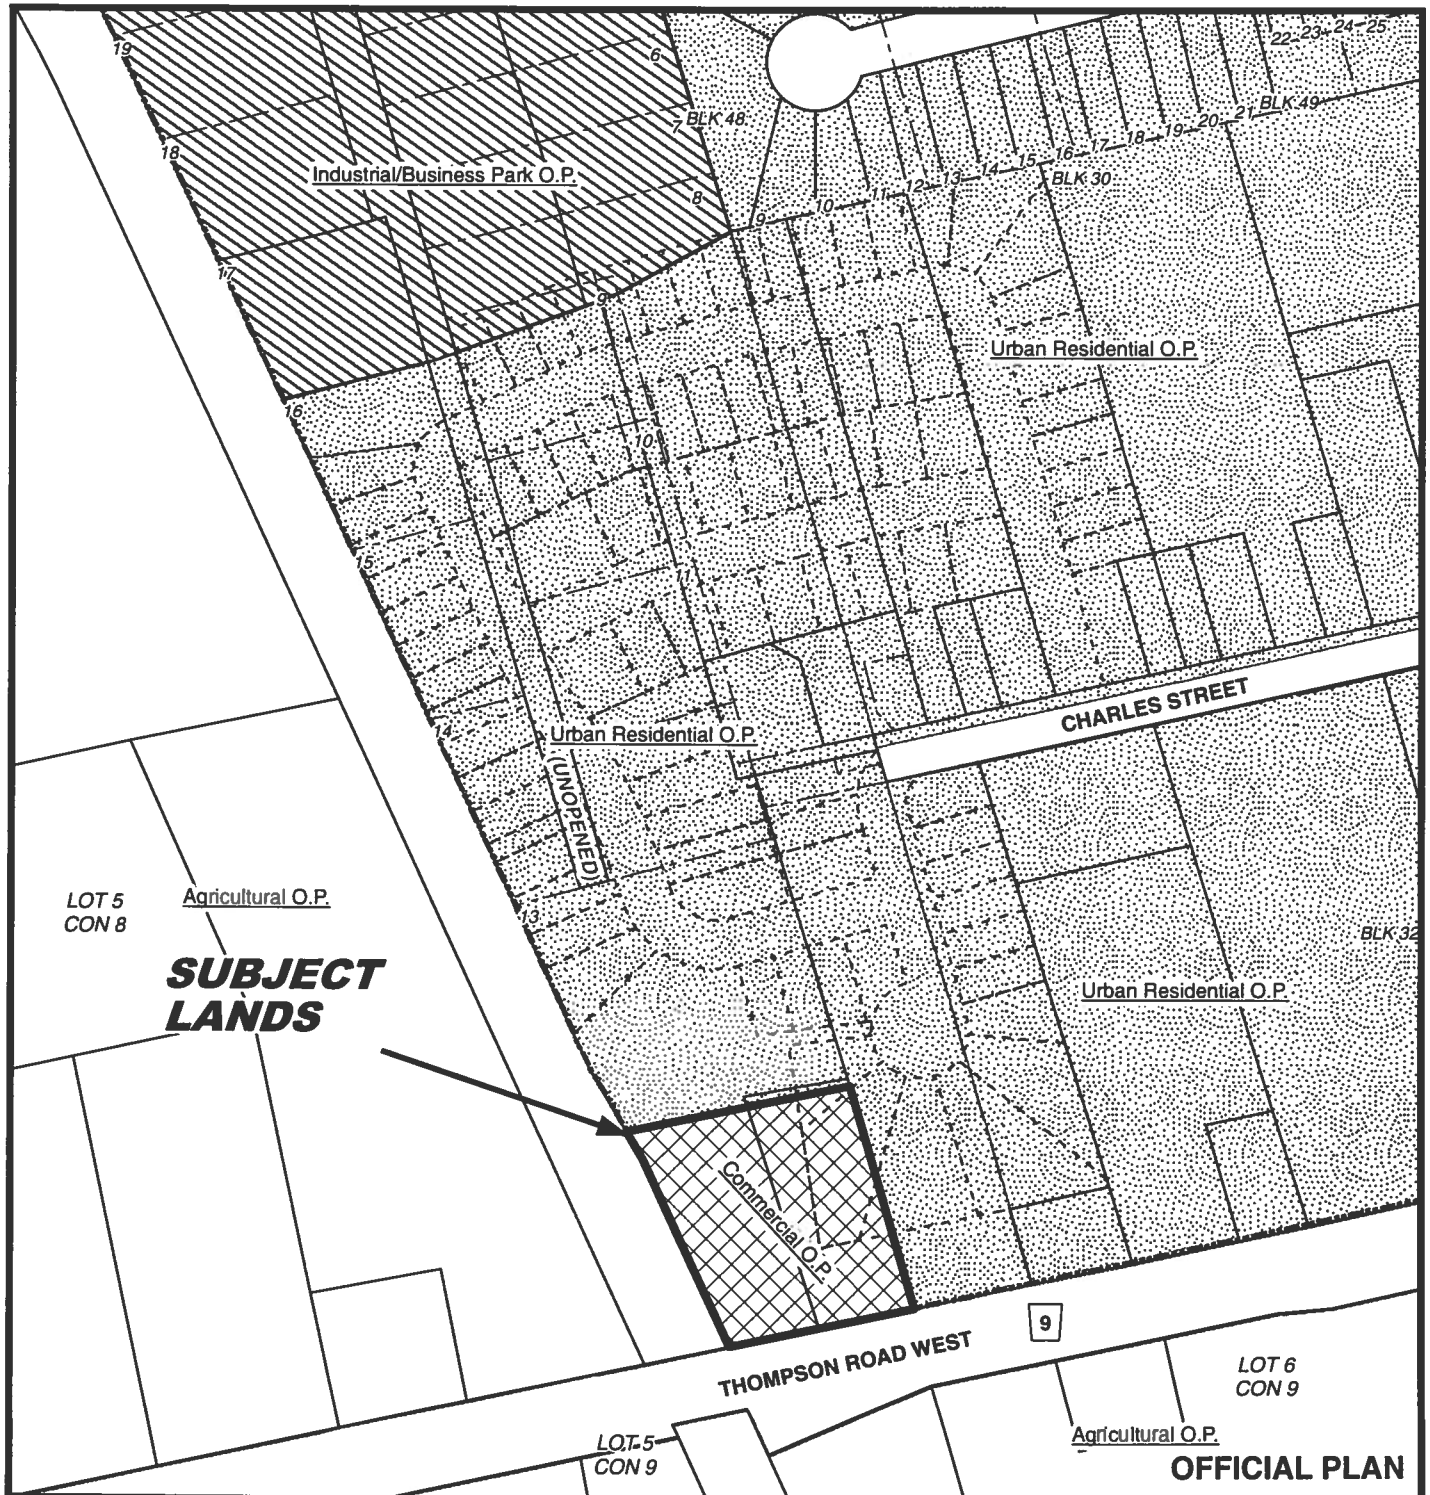 22 23 24 25
19
6
BLK 49
7 BLK 48
21
20
19
18
17
16
15
14
13
12
11
10
9
18
BLK 30
Industrial/Business Park O.P.
8
17
9
Urban Residential O.P.
16
10
15
11
CHARLES STREET
14
Urban Residential O.P.
(UNOPENED)
LOT 5
CON 8
Agricultural O.P.
13
BLK 32
SUBJECT
LANDS
Urban Residential O.P.
Commercial O.P.
9
THOMPSON ROAD WEST
LOT 6
CON 9
LOT 5
CON 9
Agricultural O.P.
OFFICIAL PLAN